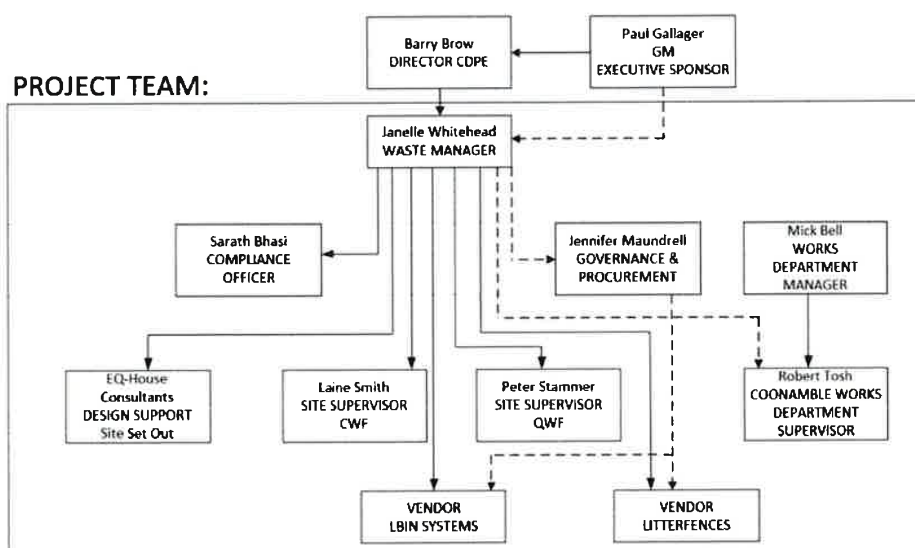 Barry Brow
DIRECTOR CDPE
Paul Gallager
GM
EXECUTIVE SPONSOR
PROJECT TEAM:
Janelle Whitehead
WASTE MANAGER
Sarath Bhasi
COMPLIANCE
OFFICER
Jennifer Maundrell
GOVERNANCE &
PROCUREMENT
Mick Bell
WORKS
DEPARTMENT
MANAGER
EQ-House
Consultants
DESIGN SUPPORT
Site Set Out
Laine Smith
SITE SUPERVISOR
CWF
Peter Stammer
SITE SUPERVISOR
QWF
Robert Tosh
COONAMBLE WORKS
DEPARTMENT
SUPERVISOR
VENDOR
LBIN SYSTEMS
VENDOR
LITTERFENCES